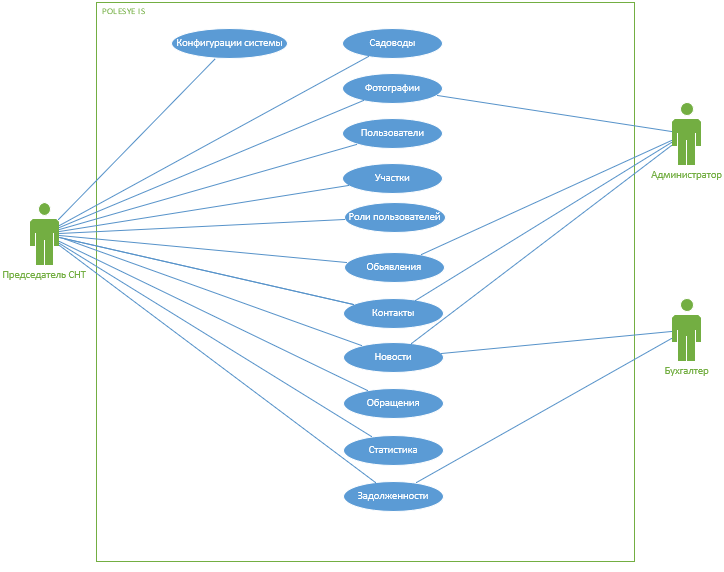 POLESYE IS
Конфигурации системы
Садоводы
Фотографии
Пользователи
Администратор
Участки
Роли пользователей
Председатель СНТ
Обьявления
Контакты
Новости
Бухгалтер
Обращения
Статистика
Задолженности